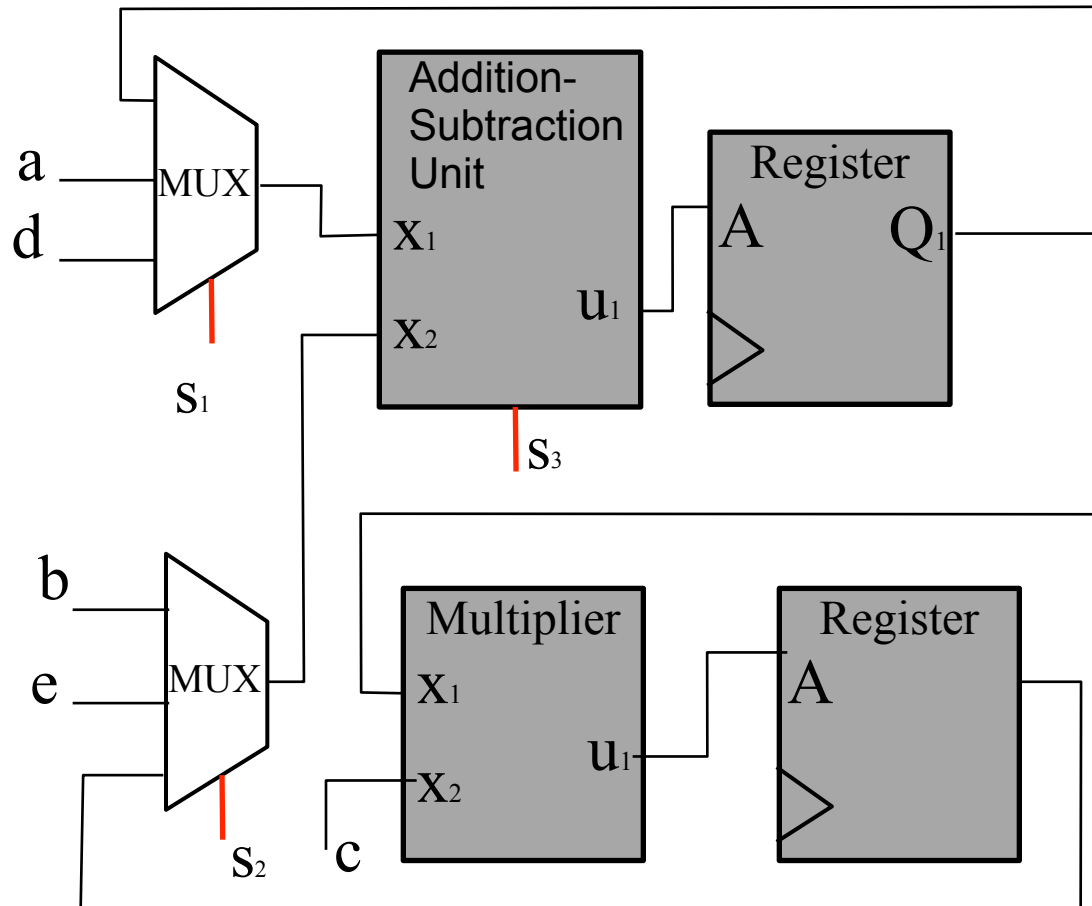 Addition-
Subtraction
Unit
Register
a
MUX
d
x1
A
Q1
u1
x2
s1
s3
b
Multiplier
Register
e
MUX
x1
A
u1
x2
s2
c